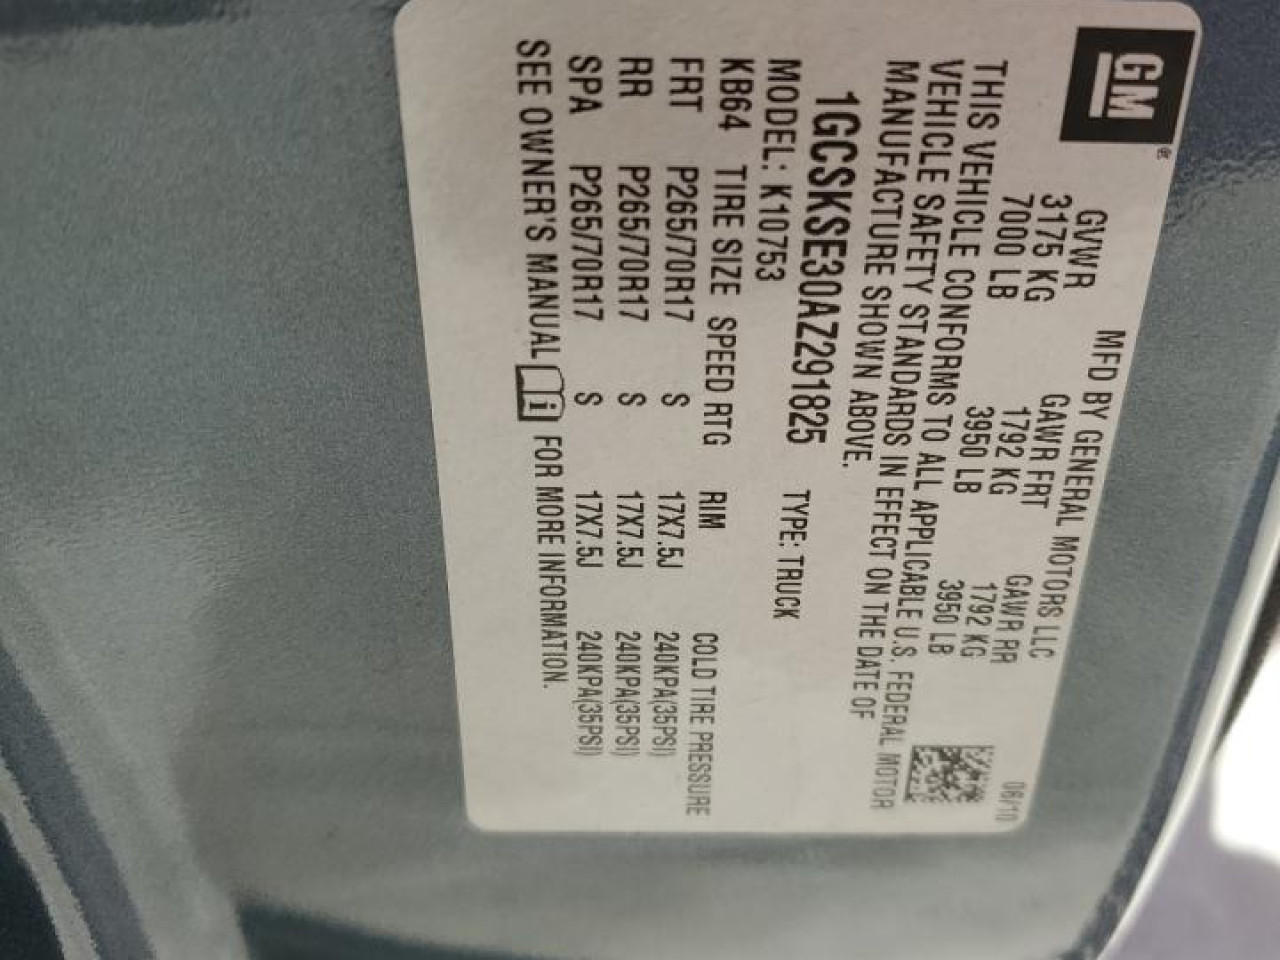 GM®
MFD BY GENERAL MOTORS LLC 06/10
GVWR GAWR FRT GAWR RR
3175 KG 1792 KG 1792 KG
7000 LB 3950 LB 3950 LB
THIS VEHICLE CONFORMS TO ALL APPLICABLE U.S. FEDERAL MOTOR
VEHICLE SAFETY STANDARDS IN EFFECT ON THE DATE OF
MANUFACTURE SHOWN ABOVE.
1GCSKSE30AZ291825 TYPE: TRUCK
MODEL: K10753
KB64 TIRE SIZE SPEED RTG RIM COLD TIRE PRESSURE
FRT P265/70R17 S 17X7.5J 240KPA(35PSI)
RR P265/70R17 S 17X7.5J 240KPA(35PSI)
SPA P265/70R17 S 17X7.5J 240KPA(35PSI)
SEE OWNER'S MANUAL i FOR MORE INFORMATION.